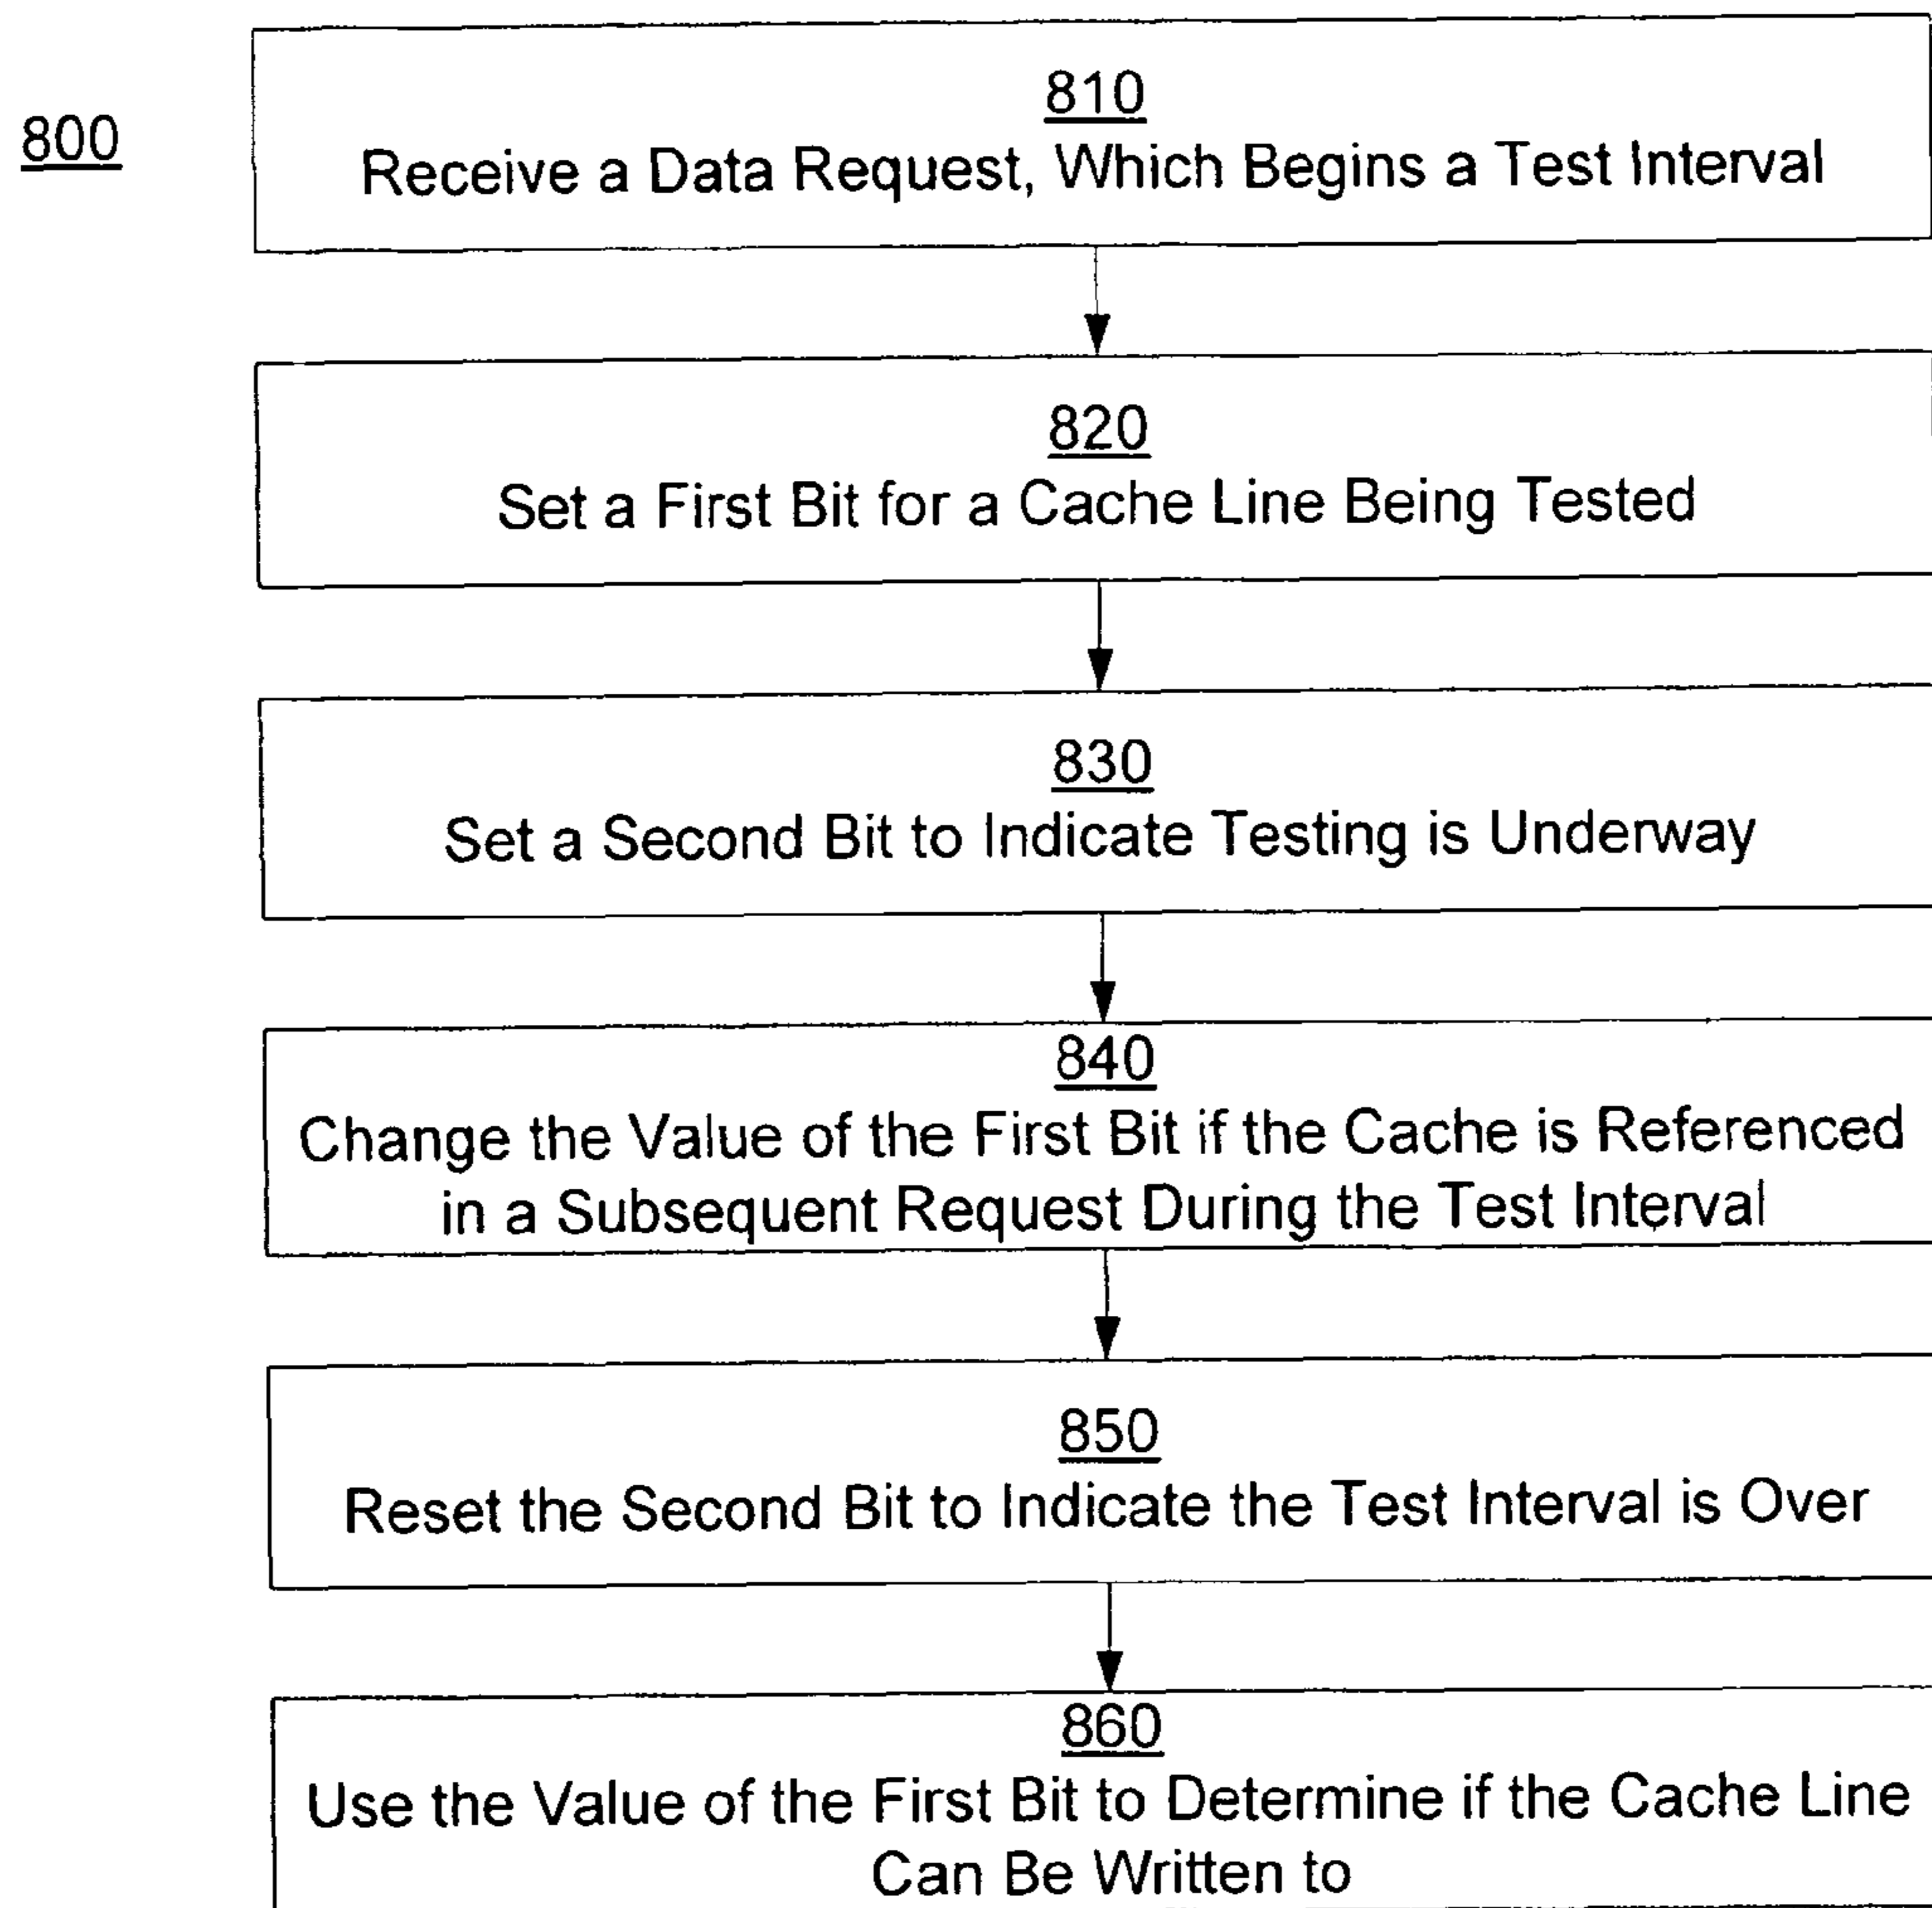 800
810
Receive a Data Request, Which Begins a Test Interval
820
Set a First Bit for a Cache Line Being Tested
830
Set a Second Bit to Indicate Testing is Underway
840
Change the Value of the First Bit if the Cache is Referenced
in a Subsequent Request During the Test Interval
850
Reset the Second Bit to Indicate the Test Interval is Over
860
Use the Value of the First Bit to Determine if the Cache Line
Can Be Written to